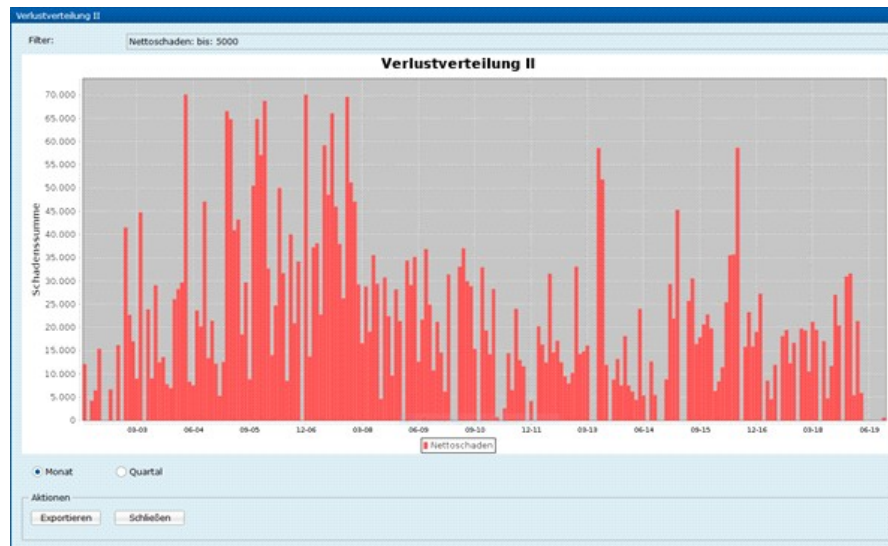 Verlustverteilung II
Filter: Nettoschaden: bis: 5000
Verlustverteilung II
Schadenssumme
70.000
65.000
60.000
55.000
50.000
45.000
40.000
35.000
30.000
25.000
20.000
15.000
10.000
5.000
0
03-03 06-04 09-05 12-06 03-08 06-09 09-10 12-11 03-13 06-14 09-15 12-16 03-18 06-19
Nettoschaden
Monat Quartal
Aktionen
Exportieren Schließen